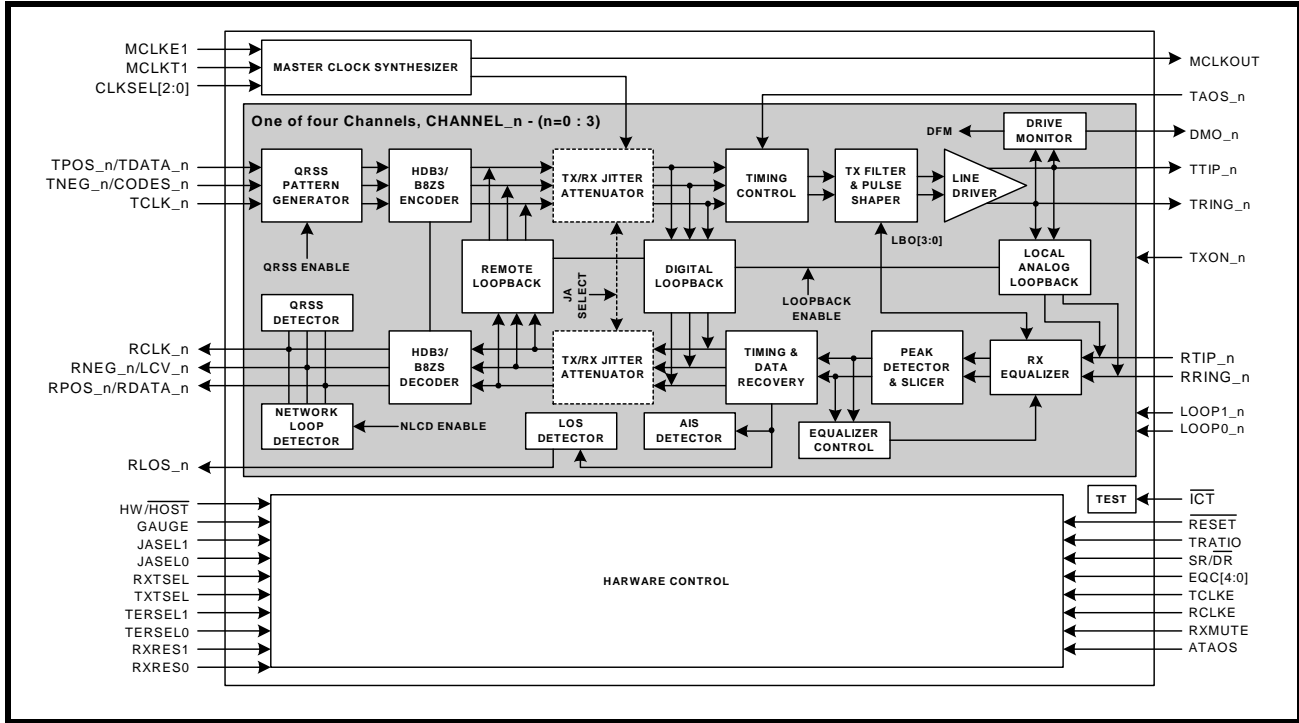 MCLKE1
MCLKT1
CLKSEL[2:0]
MASTER CLOCK SYNTHESIZER
MCLKOUT
TAOS_n
One of four Channels, CHANNEL_n - (n=0 : 3)
DFM
DRIVE
MONITOR
DMO_n
TPOS_n/TDATA_n
TNEG_n/CODES_n
TCLK_n
QRSS
PATTERN
GENERATOR
HDB3/
B8ZS
ENCODER
TX/RX JITTER
ATTENUATOR
TIMING
CONTROL
TX FILTER
& PULSE
SHAPER
LINE
DRIVER
TTIP_n
TRING_n
QRSS ENABLE
REMOTE
LOOPBACK
JA
SELECT
DIGITAL
LOOPBACK
LOOPBACK
ENABLE
LBO[3:0]
LOCAL
ANALOG
LOOPBACK
TXON_n
QRSS
DETECTOR
RCLK_n
RNEG_n/LCV_n
RPOS_n/RDATA_n
HDB3/
B8ZS
DECODER
TX/RX JITTER
ATTENUATOR
TIMING &
DATA
RECOVERY
PEAK
DETECTOR
& SLICER
RX
EQUALIZER
RTIP_n
RRING_n
NETWORK
LOOP
DETECTOR
NLCD ENABLE
LOS
DETECTOR
AIS
DETECTOR
EQUALIZER
CONTROL
LOOP1_n
LOOP0_n
RLOS_n
TEST
ICT
HW/HOST
GAUGE
JASEL1
JASEL0
RXTSEL
TXTSEL
TERSEL1
TERSEL0
RXRES1
RXRES0
HARWARE CONTROL
RESET
TRATIO
SR/DR
EQC[4:0]
TCLKE
RCLKE
RXMUTE
ATAOS